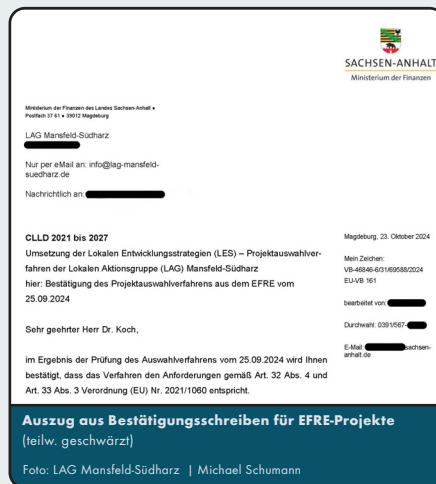 SACHSEN-ANHALT
Ministerium der Finanzen
Ministerium der Finanzen des Landes Sachsen-Anhalt •
Postfach 37 61 • 39012 Magdeburg
LAG Mansfeld-Südharz
Nur per eMail an: info@lag-mansfeld-
suedharz.de
Nachrichtlich an:
CLLD 2021 bis 2027
Umsetzung der Lokalen Entwicklungsstrategien (LES) – Projektauswahlver-
fahren der Lokalen Aktionsgruppe (LAG) Mansfeld-Südharz
hier: Bestätigung des Projektauswahlverfahrens aus dem EFRE vom
25.09.2024
Sehr geehrter Herr Dr. Koch,
im Ergebnis der Prüfung des Auswahlverfahrens vom 25.09.2024 wird Ihnen
bestätigt, dass das Verfahren den Anforderungen gemäß Art. 32 Abs. 4 und
Art. 33 Abs. 3 Verordnung (EU) Nr. 2021/1060 entspricht.
Magdeburg, 23. Oktober 2024
Mein Zeichen:
VB-46846-6/31/69588/2024
EU-VB 161
bearbeitet von:
Durchwahl: 0391/567-
E-Mail: sachsen-
anhalt.de
Auszug aus Bestätigungsschreiben für EFRE-Projekte
(teilw. geschwärzt)
Foto: LAG Mansfeld-Südharz | Michael Schumann